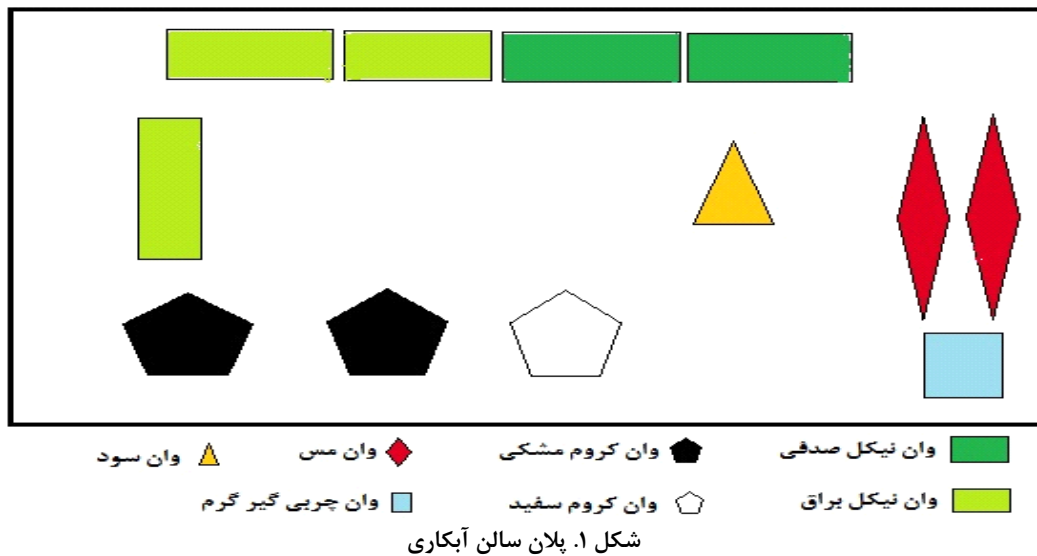 وان نیکل صدفی وان کروم مشکی وان مس وان سود
وان نیکل براق وان کروم سفید وان چربی گیر گرم
شکل ۱. پلان سالن آبکاری